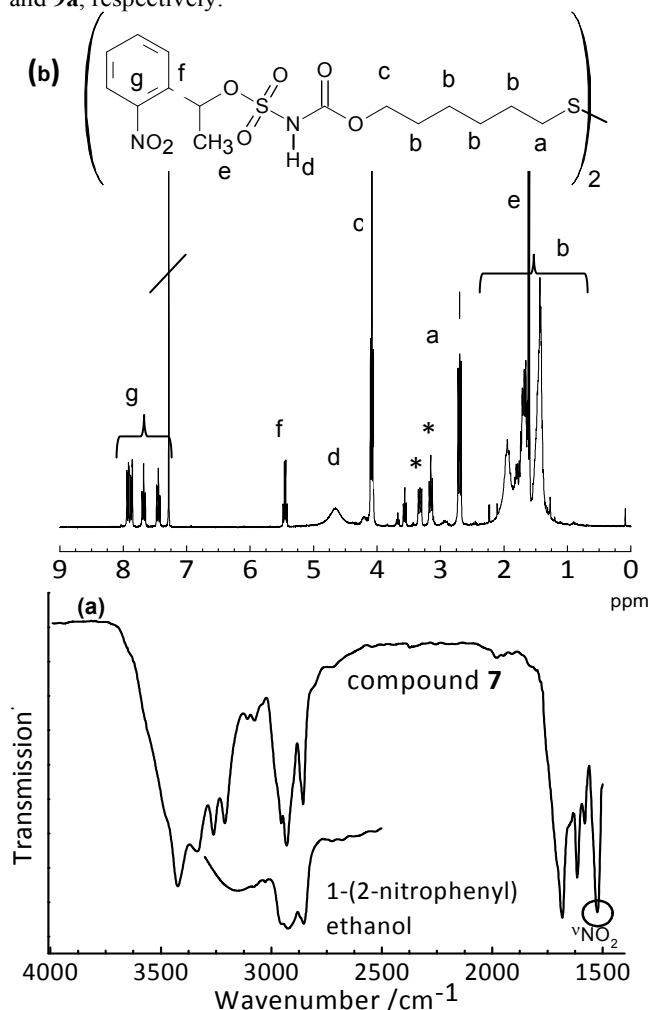 and 9a, respectively.
(b)
O O O
g f O S c b b
N O S
NO2 CH3 O b b a
H d 2
e
c e
b
a
g
f d * *
9 8 7 6 5 4 3 2 1 0
ppm
(a)
compound 7
Transmission
1-(2-nitrophenyl)
ethanol
νNO2
4000 3500 3000 2500 2000 1500
Wavenumber /cm-1